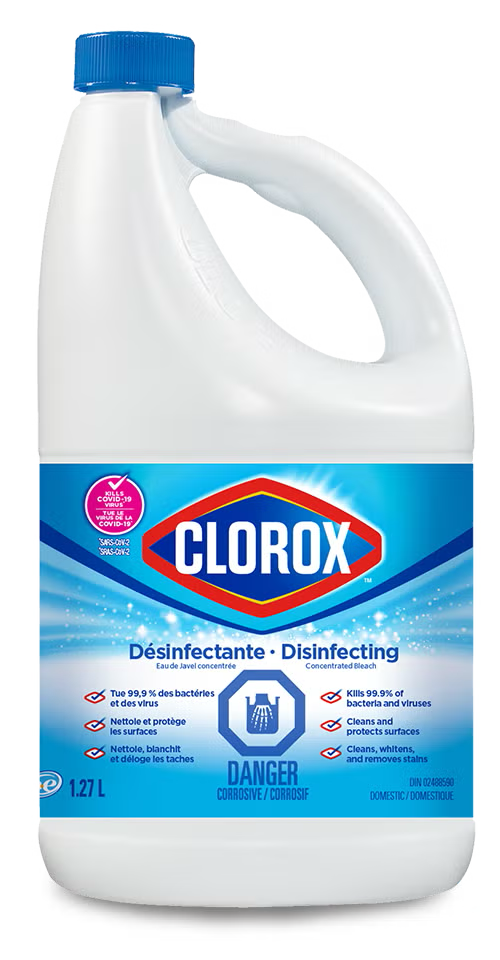 KILLS
COVID-19
VIRUS*
TUE LE
VIRUS DE LA
COVID-19*
*SARS-CoV-2
*SRAS-CoV-2
CLOROX
TM
Désinfectante • Disinfecting
Eau de Javel concentrée
Concentrated Bleach
Tue 99,9 % des bactéries
et des virus
Nettoie et protège
les surfaces
Nettoie, blanchit
et déloge les taches
Kills 99.9% of
bacteria and viruses
Cleans and
protects surfaces
Cleans, whitens,
and removes stains
DANGER
CORROSIVE / CORROSIF
1.27 L
DIN 02488590
DOMESTIC / DOMESTIQUE